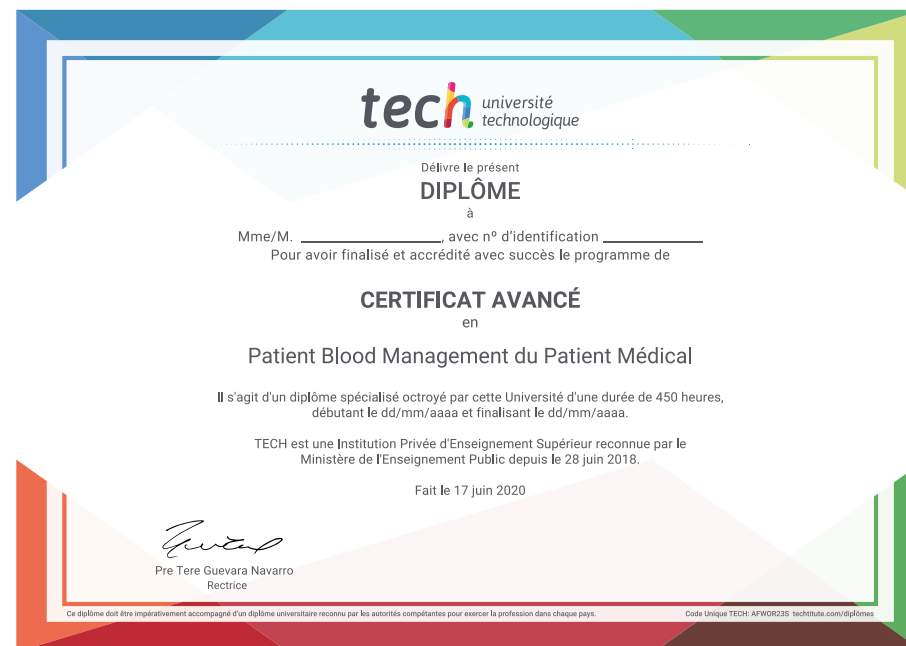 tech université
technologique
Délivre le présent
DIPLÔME
à
Mme/M. ____________________, avec nº d'identification ______________
Pour avoir finalisé et accrédité avec succès le programme de
CERTIFICAT AVANCÉ
en
Patient Blood Management du Patient Médical
Il s'agit d'un diplôme spécialisé octroyé par cette Université d'une durée de 450 heures,
débutant le dd/mm/aaaa et finalisant le dd/mm/aaaa.
TECH est une Institution Privée d'Enseignement Supérieur reconnue par le
Ministère de l'Enseignement Public depuis le 28 juin 2018.
Fait le 17 juin 2020
Pre Tere Guevara Navarro
Rectrice
Ce diplôme doit être impérativement accompagné d'un diplôme universitaire reconnu par les autorités compétantes pour exercer la profession dans chaque pays.
Code Unique TECH: AFWOR23S techtitute.com/diplômes